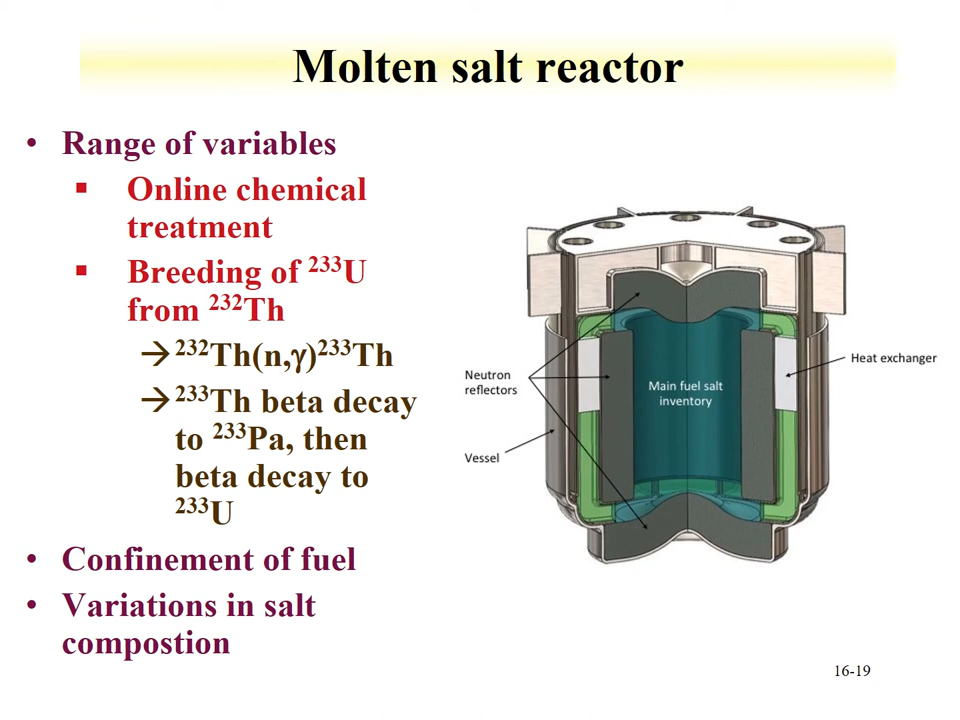 Molten salt reactor
• Range of variables
▪ Online chemical
treatment
▪ Breeding of ²³³U
from ²³²Th
→²³²Th(n,γ)²³³Th
→²³³Th beta decay
to ²³³Pa, then
beta decay to
²³³U
• Confinement of fuel
• Variations in salt
compostion
Neutron
reflectors
Vessel
Main fuel salt
inventory
Heat exchanger
16-19